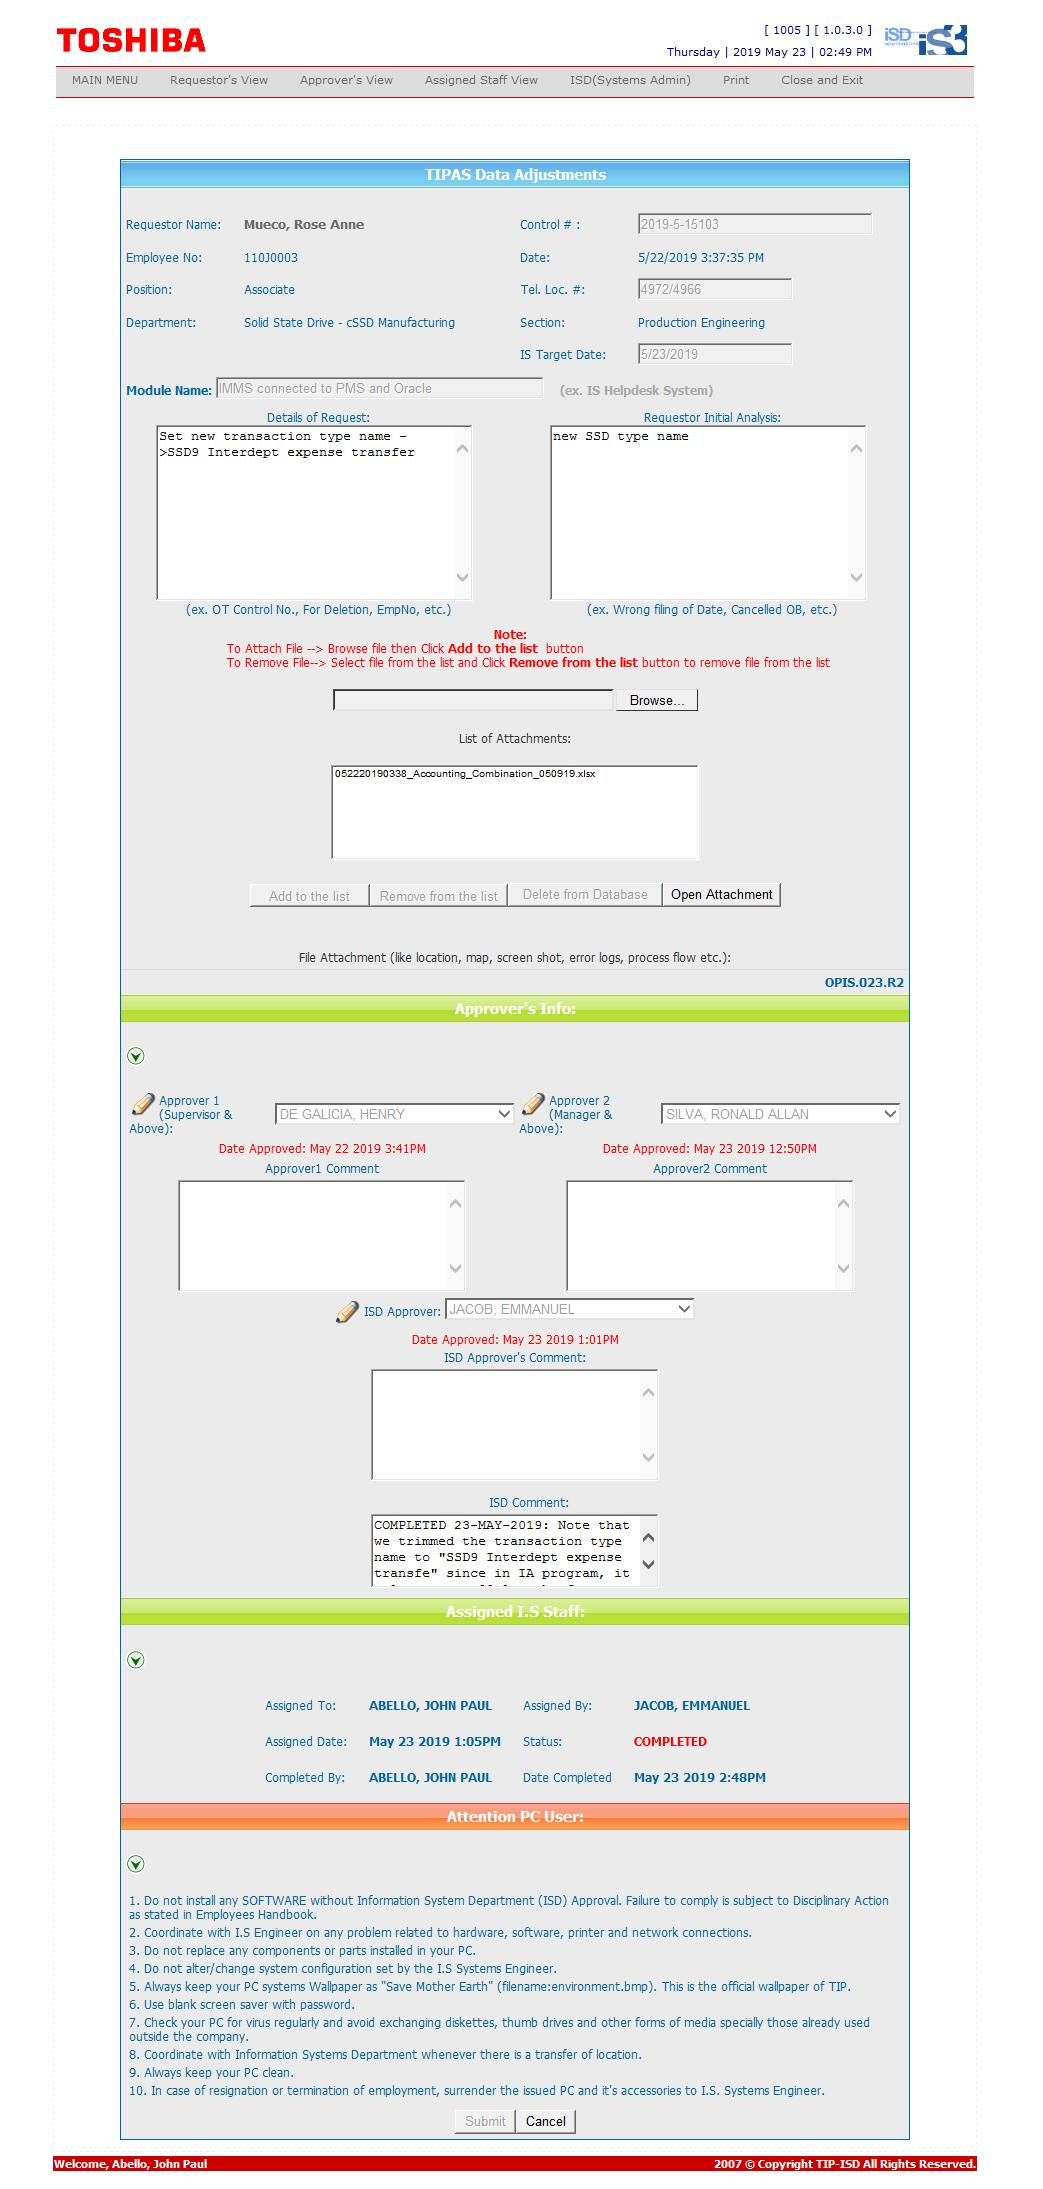 TOSHIBA
[ 1005 ] [ 1.0.3.0 ]
Thursday | 2019 May 23 | 02:49 PM
ISD
iS3
MAIN MENU Requestor's View Approver's View Assigned Staff View ISD(Systems Admin) Print Close and Exit
TIPAS Data Adjustments
Requestor Name: Mueco, Rose Anne Control # : 2019-5-15103
Employee No: 110J0003 Date: 5/22/2019 3:37:35 PM
Position: Associate Tel. Loc. #: 4972/4966
Department: Solid State Drive - cSSD Manufacturing Section: Production Engineering
IS Target Date: 5/23/2019
Module Name: IMMS connected to PMS and Oracle (ex. IS Helpdesk System)
Details of Request: Requestor Initial Analysis:
Set new transaction type name -
>SSD9 Interdept expense transfer
new SSD type name
(ex. OT Control No., For Deletion, EmpNo, etc.) (ex. Wrong filing of Date, Cancelled OB, etc.)
Note:
To Attach File --> Browse file then Click Add to the list button
To Remove File--> Select file from the list and Click Remove from the list button to remove file from the list
Browse...
List of Attachments:
052220190338_Accounting_Combination_050919.xlsx
Add to the list Remove from the list Delete from Database Open Attachment
File Attachment (like location, map, screen shot, error logs, process flow etc.):
OPIS.023.R2
Approver's Info:
Approver 1
(Supervisor &
Above):
DE GALICIA, HENRY
Approver 2
(Manager &
Above):
SILVA, RONALD ALLAN
Date Approved: May 22 2019 3:41PM Date Approved: May 23 2019 12:50PM
Approver1 Comment Approver2 Comment
ISD Approver: JACOB, EMMANUEL
Date Approved: May 23 2019 1:01PM
ISD Approver's Comment:
ISD Comment:
COMPLETED 23-MAY-2019: Note that
we trimmed the transaction type
name to "SSD9 Interdept expense
transfe" since in IA program, it
Assigned I.S Staff:
Assigned To: ABELLO, JOHN PAUL Assigned By: JACOB, EMMANUEL
Assigned Date: May 23 2019 1:05PM Status: COMPLETED
Completed By: ABELLO, JOHN PAUL Date Completed May 23 2019 2:48PM
Attention PC User:
1. Do not install any SOFTWARE without Information System Department (ISD) Approval. Failure to comply is subject to Disciplinary Action
as stated in Employees Handbook.
2. Coordinate with I.S Engineer on any problem related to hardware, software, printer and network connections.
3. Do not replace any components or parts installed in your PC.
4. Do not alter/change system configuration set by the I.S Systems Engineer.
5. Always keep your PC systems Wallpaper as "Save Mother Earth" (filename:environment.bmp). This is the official wallpaper of TIP.
6. Use blank screen saver with password.
7. Check your PC for virus regularly and avoid exchanging diskettes, thumb drives and other forms of media specially those already used
outside the company.
8. Coordinate with Information Systems Department whenever there is a transfer of location.
9. Always keep your PC clean.
10. In case of resignation or termination of employment, surrender the issued PC and it's accessories to I.S. Systems Engineer.
Submit Cancel
Welcome, Abello, John Paul 2007 © Copyright TIP-ISD All Rights Reserved.